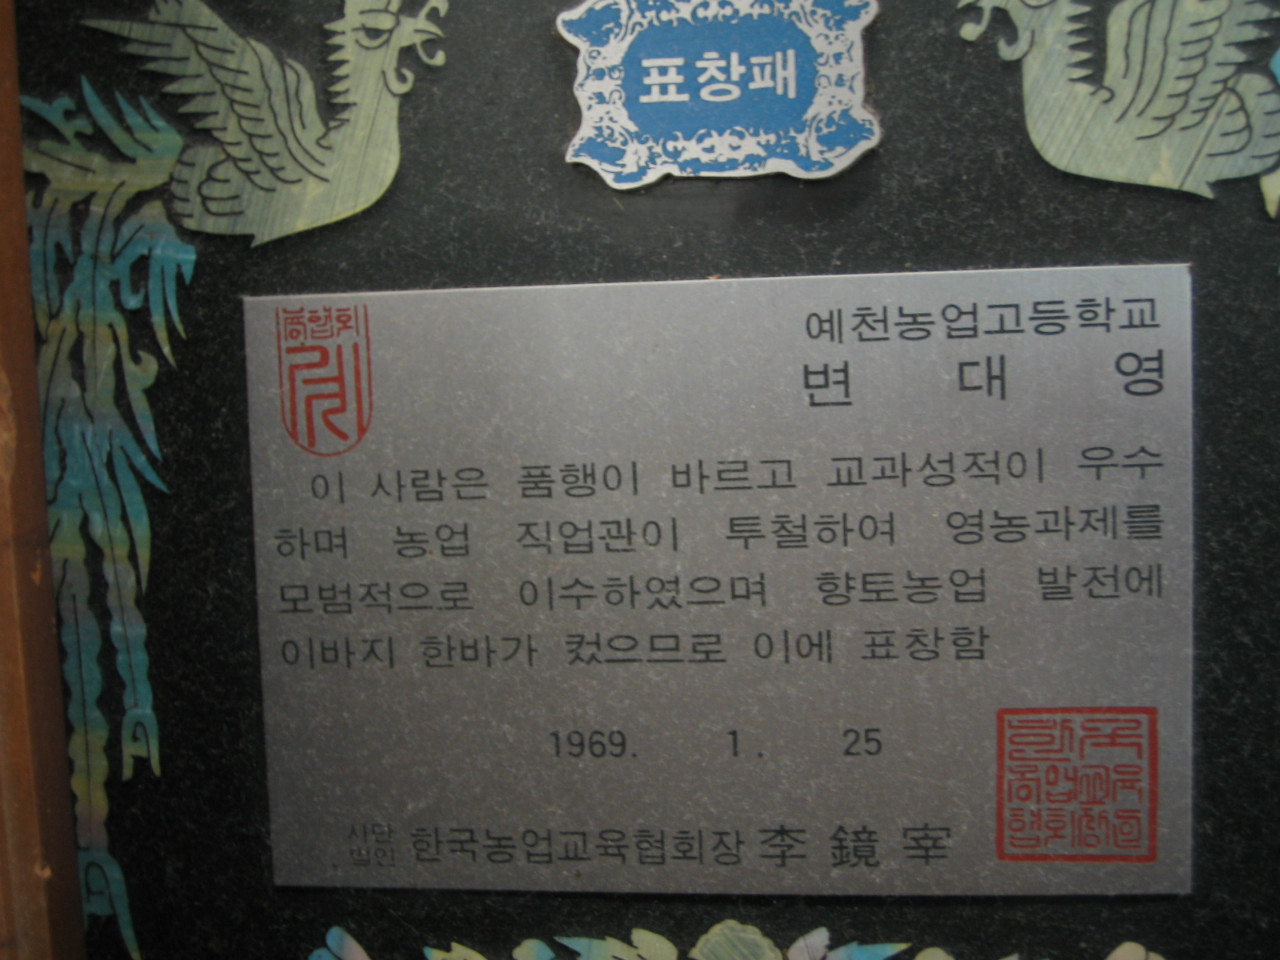 표창패
예천농업고등학교
변 대 영
이 사람은 품행이 바르고 교과성적이 우수
하며 농업 직업관이 투철하여 영농과제를
모범적으로 이수하였으며 향토농업 발전에
이바지 한바가 컸으므로 이에 표창함
1969. 1. 25
사단
법인 한국농업교육협회장 李鏡宰